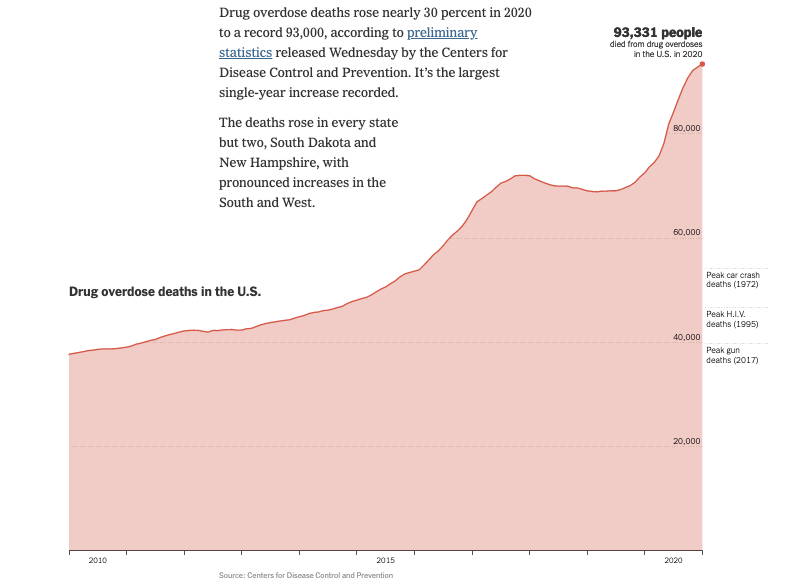 Drug overdose deaths rose nearly 30 percent in 2020
to a record 93,000, according to preliminary
statistics released Wednesday by the Centers for
Disease Control and Prevention. It’s the largest
single-year increase recorded.
The deaths rose in every state
but two, South Dakota and
New Hampshire, with
pronounced increases in the
South and West.
93,331 people
died from drug overdoses
in the U.S. in 2020
Drug overdose deaths in the U.S.
80,000
60,000
Peak car crash
deaths (1972)
Peak H.I.V.
deaths (1995)
40,000
Peak gun
deaths (2017)
20,000
2010
2015
2020
Source: Centers for Disease Control and Prevention